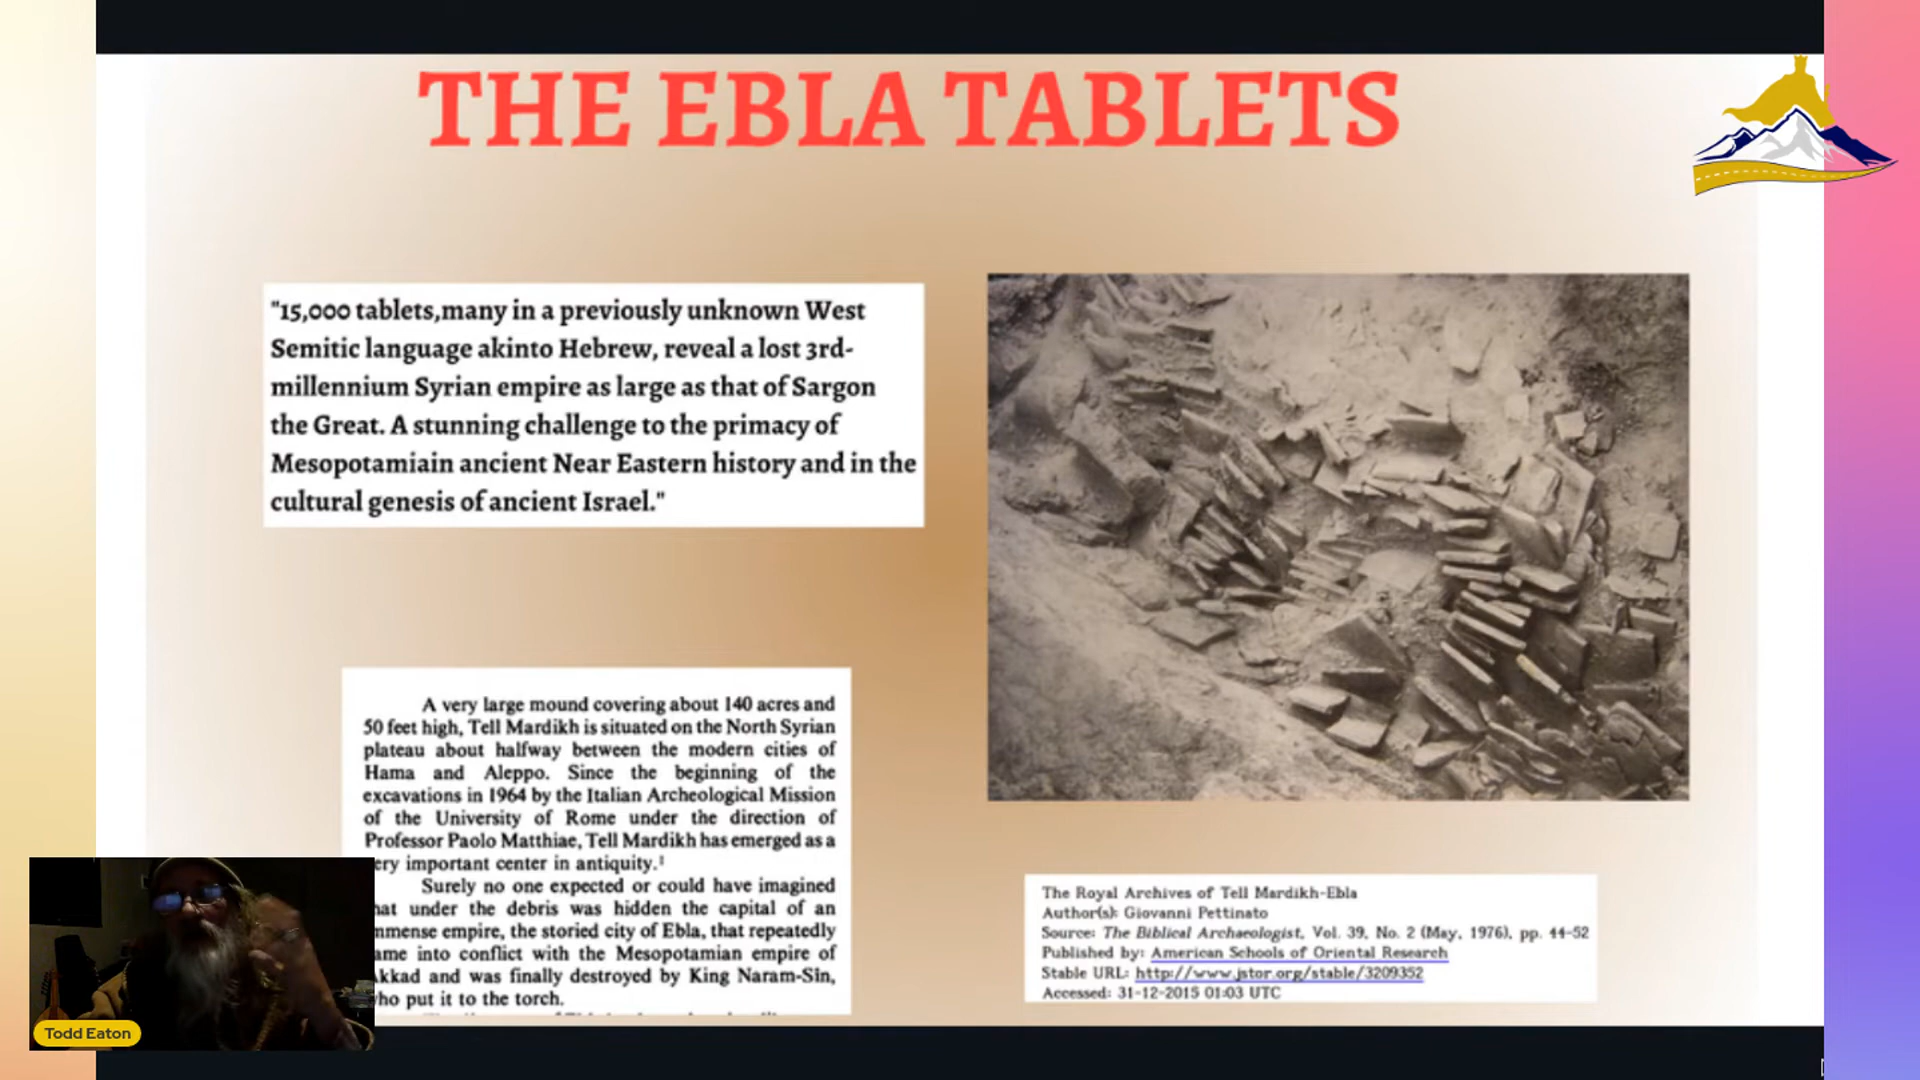 THE EBLA TABLETS
"15,000 tablets,many in a previously unknown West
Semitic language akinto Hebrew, reveal a lost 3rd-
millennium Syrian empire as large as that of Sargon
the Great. A stunning challenge to the primacy of
Mesopotamiain ancient Near Eastern history and in the
cultural genesis of ancient Israel."
A very large mound covering about 140 acres and
50 feet high, Tell Mardikh is situated on the North Syrian
plateau about halfway between the modern cities of
Hama and Aleppo. Since the beginning of the
excavations in 1964 by the Italian Archeological Mission
of the University of Rome under the direction of
Professor Paolo Matthiae, Tell Mardikh has emerged as a
ery important center in antiquity.¹
Surely no one expected or could have imagined
hat under the debris was hidden the capital of an
mmense empire, the storied city of Ebla, that repeatedly
ame into conflict with the Mesopotamian empire of
kkad and was finally destroyed by King Naram-Sin,
ho put it to the torch.
The Royal Archives of Tell Mardikh-Ebla
Author(s): Giovanni Pettinato
Source: The Biblical Archaeologist, Vol. 39, No. 2 (May, 1976), pp. 44-52
Published by: American Schools of Oriental Research
Stable URL: http://www.jstor.org/stable/3209352
Accessed: 31-12-2015 01:03 UTC
Todd Eaton